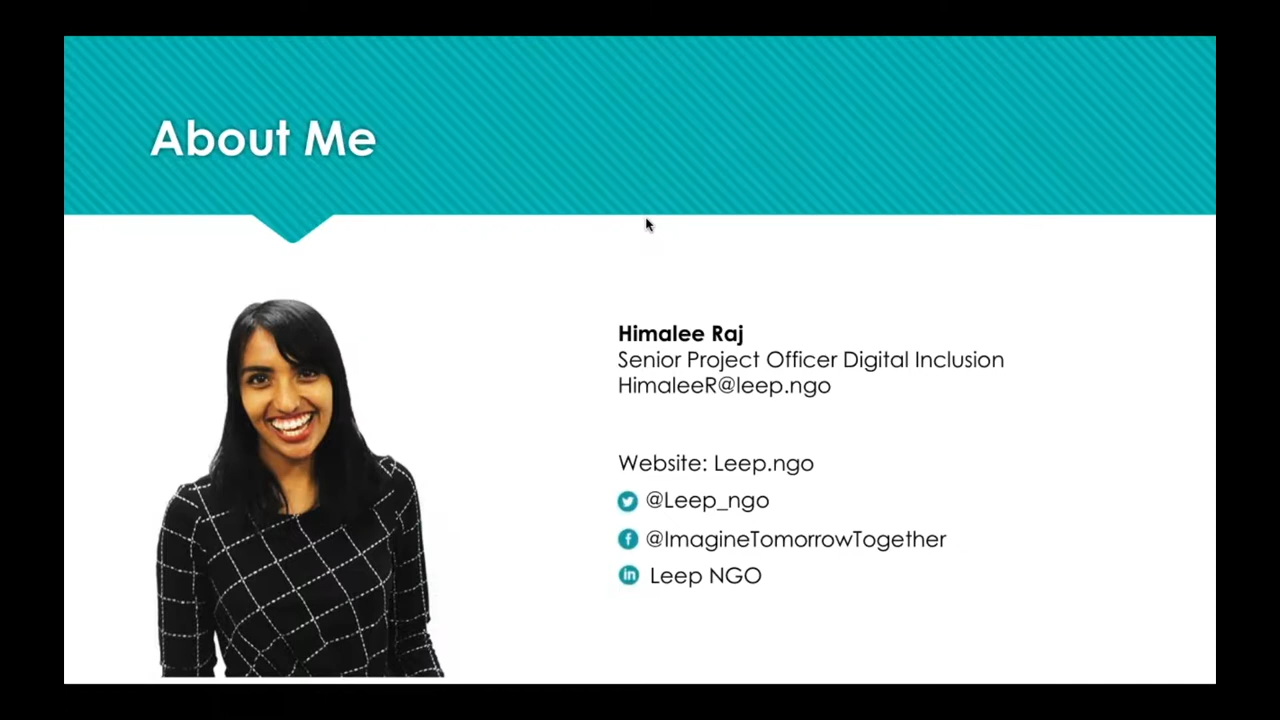 About Me
Himalee Raj
Senior Project Officer Digital Inclusion
HimaleeR@leep.ngo
Website: Leep.ngo
@Leep_ngo
@ImagineTomorrowTogether
in Leep NGO